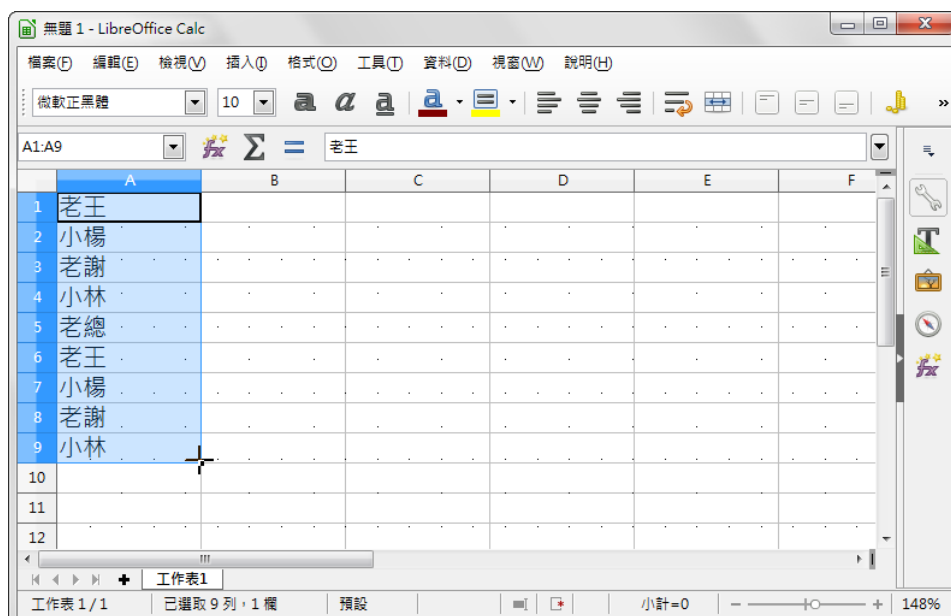 無題 1 - LibreOffice Calc
檔案(F) 編輯(E) 檢視(V) 插入(I) 格式(O) 工具(T) 資料(D) 視窗(W) 說明(H)
微軟正黑體 10 a a a a »
A1:A9 fx Σ = 老王
A B C D E F
1 老王
2 小楊
3 老謝
4 小林
5 老總
6 老王
7 小楊
8 老謝
9 小林
10
11
12
工作表1
工作表 1 / 1 已選取 9 列，1 欄 預設 小計=0 148%